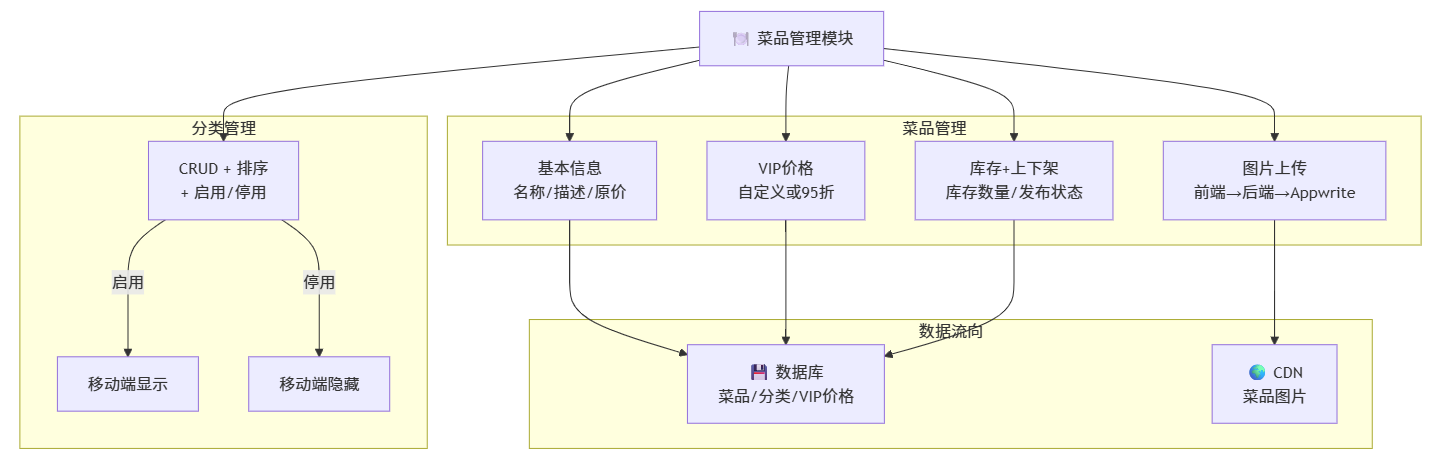 🍽️ 菜品管理模块
分类管理
CRUD + 排序
+ 启用/停用
启用
停用
移动端显示
移动端隐藏
菜品管理
基本信息
名称/描述/原价
VIP价格
自定义或95折
库存+上下架
库存数量/发布状态
图片上传
前端→后端→Appwrite
数据流向
💾 数据库
菜品/分类/VIP价格
🌍 CDN
菜品图片